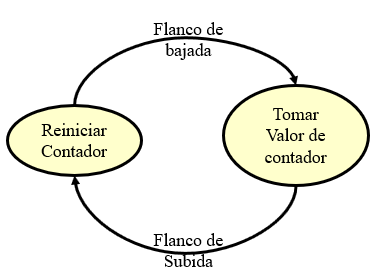 Flanco de
bajada
Reiniciar
Contador
Tomar
Valor de
contador
Flanco de
Subida